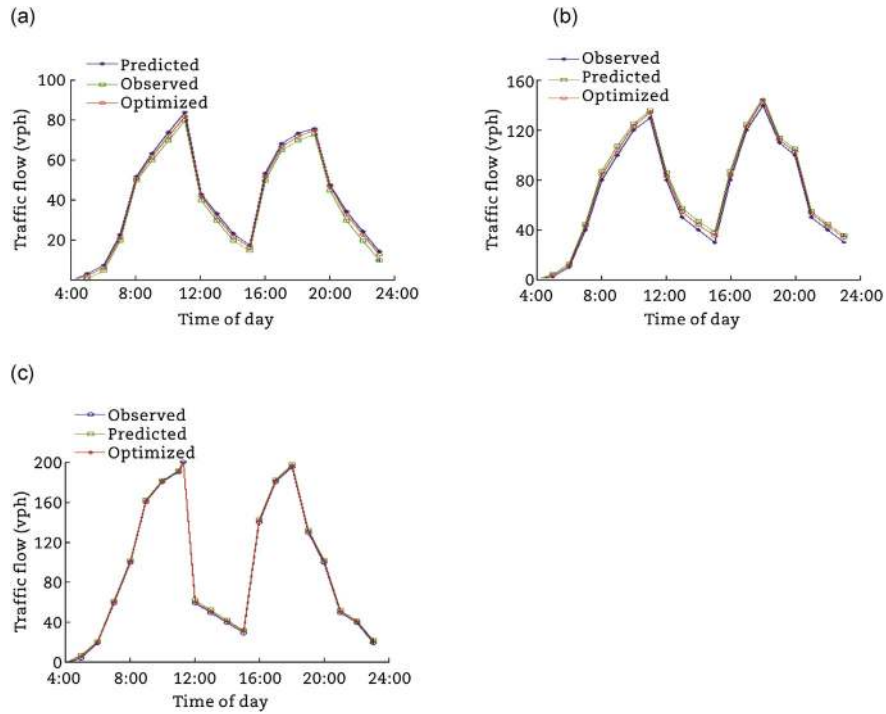 (a)
Predicted
Observed
Optimized
100
80
60
40
20
Traffic flow (vph)
4:00 8:00 12:00 16:00 20:00 24:00
Time of day
(b)
Observed
Predicted
Optimized
160
120
80
40
0
Traffic flow (vph)
4:00 8:00 12:00 16:00 20:00 24:00
Time of day
(c)
Observed
Predicted
Optimized
200
160
120
80
40
0
Traffic flow (vph)
4:00 8:00 12:00 16:00 20:00 24:00
Time of day